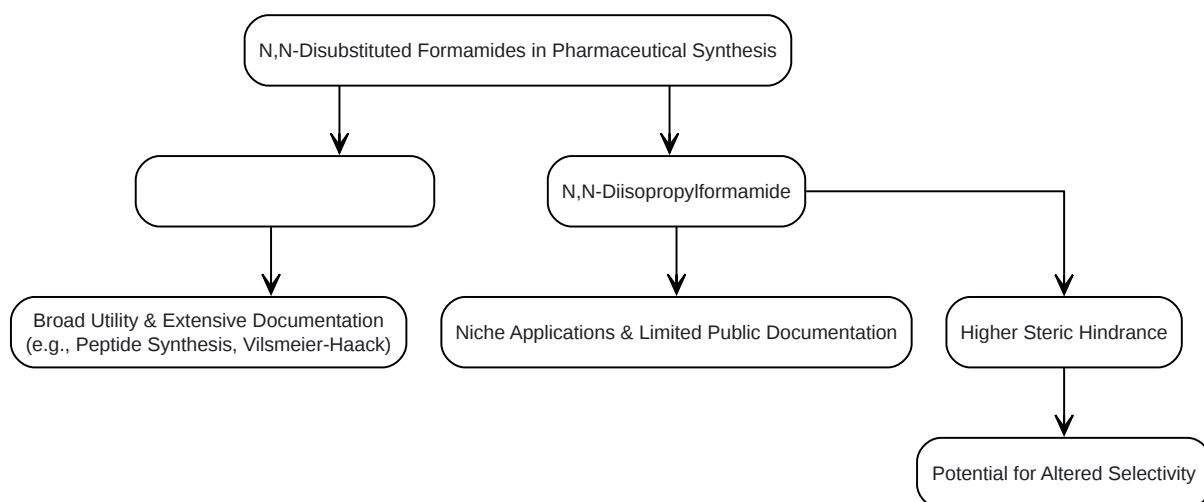 N,N-Disubstituted Formamides in Pharmaceutical Synthesis
N,N-Diisopropylformamide
Broad Utility & Extensive Documentation
(e.g., Peptide Synthesis, Vilsmeier-Haack)
Niche Applications & Limited Public Documentation
Higher Steric Hindrance
Potential for Altered Selectivity